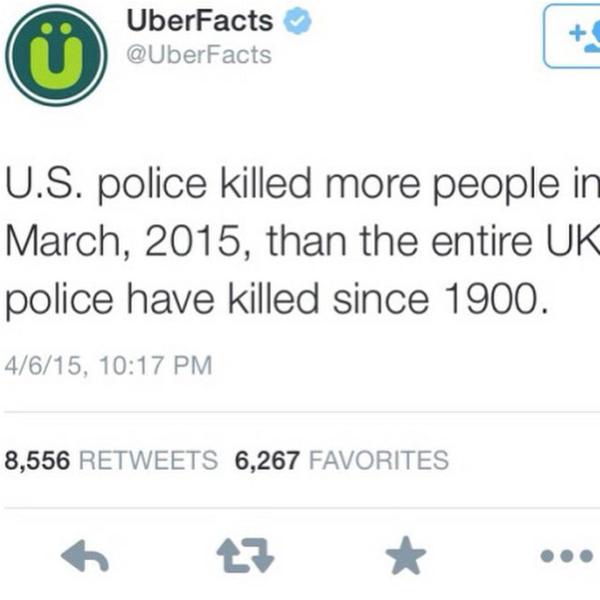 UberFacts
@UberFacts
U.S. police killed more people in
March, 2015, than the entire UK
police have killed since 1900.
4/6/15, 10:17 PM
8,556 RETWEETS 6,267 FAVORITES